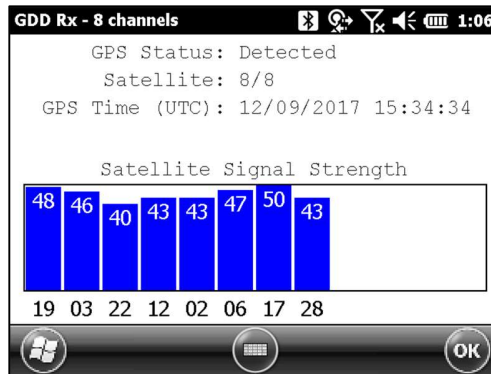 GDD Rx - 8 channels 1:06
GPS Status: Detected
Satellite: 8/8
GPS Time (UTC): 12/09/2017 15:34:34
Satellite Signal Strength
48 46 40 43 43 47 50 43
19 03 22 12 02 06 17 28
OK